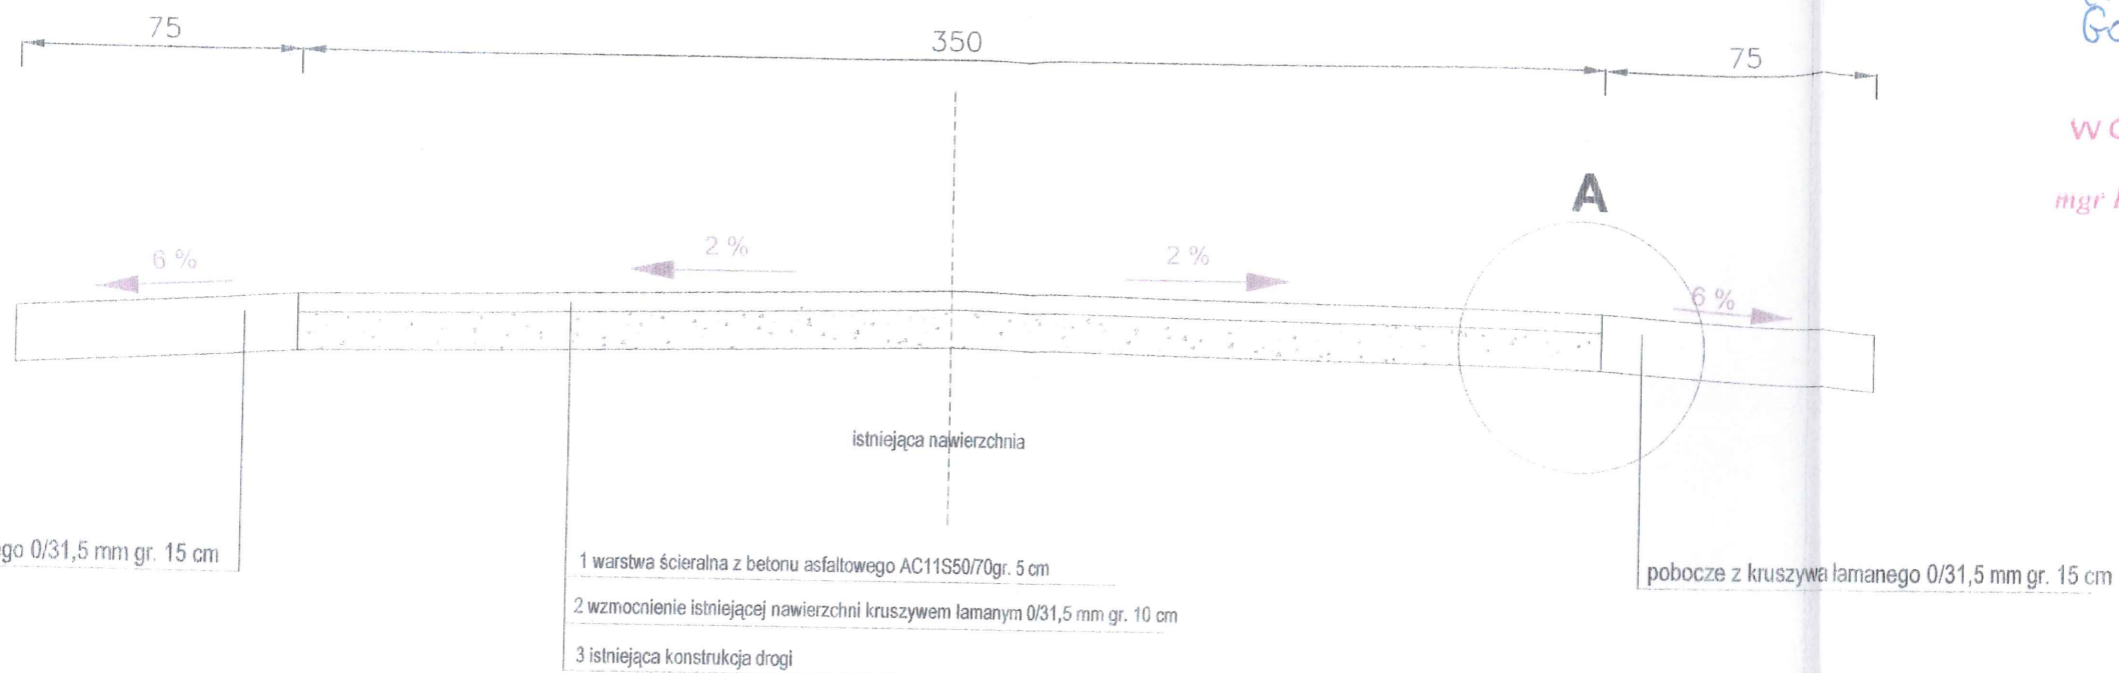 75
350
75
A
6 %
2 %
2 %
6 %
istniejąca nawierzchnia
0/31,5 mm gr. 15 cm
1 warstwa ścieralna z betonu asfaltowego AC11S50/70gr. 5 cm
2 wzmocnienie istniejącej nawierzchni kruszywem łamanym 0/31,5 mm gr. 10 cm
3 istniejąca konstrukcja drogi
pobocze z kruszywa łamanego 0/31,5 mm gr. 15 cm
mgr